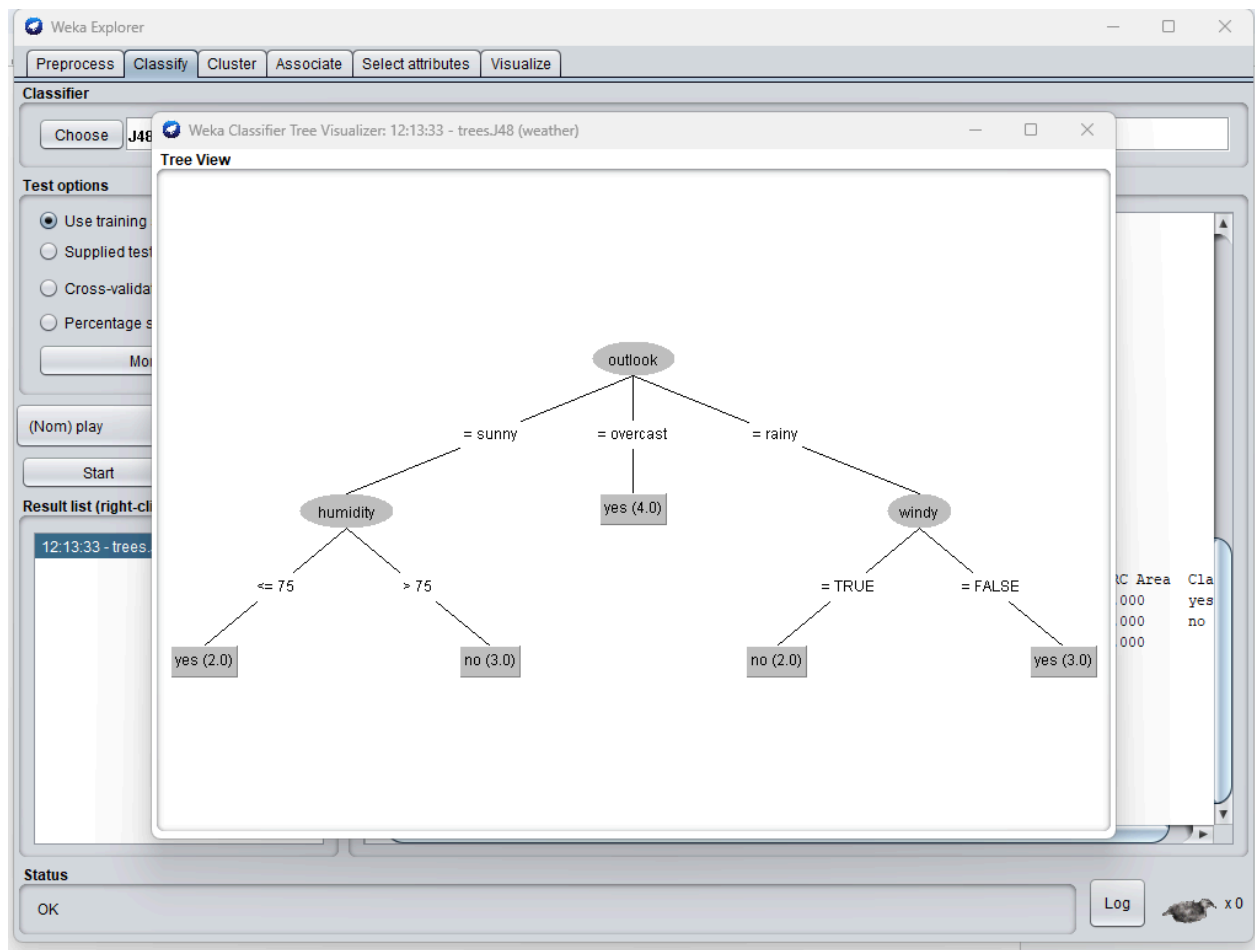 Weka Explorer
Preprocess Classify Cluster Associate Select attributes Visualize
Classifier
Choose J48
Weka Classifier Tree Visualizer: 12:13:33 - trees.J48 (weather)
Tree View
Test options
Use training
Supplied test
Cross-valida
Percentage s
Mo
(Nom) play
Start
Result list (right-cli
12:13:33 - trees.
outlook
= sunny = overcast = rainy
humidity yes (4.0) windy
<= 75 > 75 = TRUE = FALSE
yes (2.0) no (3.0) no (2.0) yes (3.0)
RC Area Cla
.000 yes
.000 no
.000
Status
OK
Log x 0